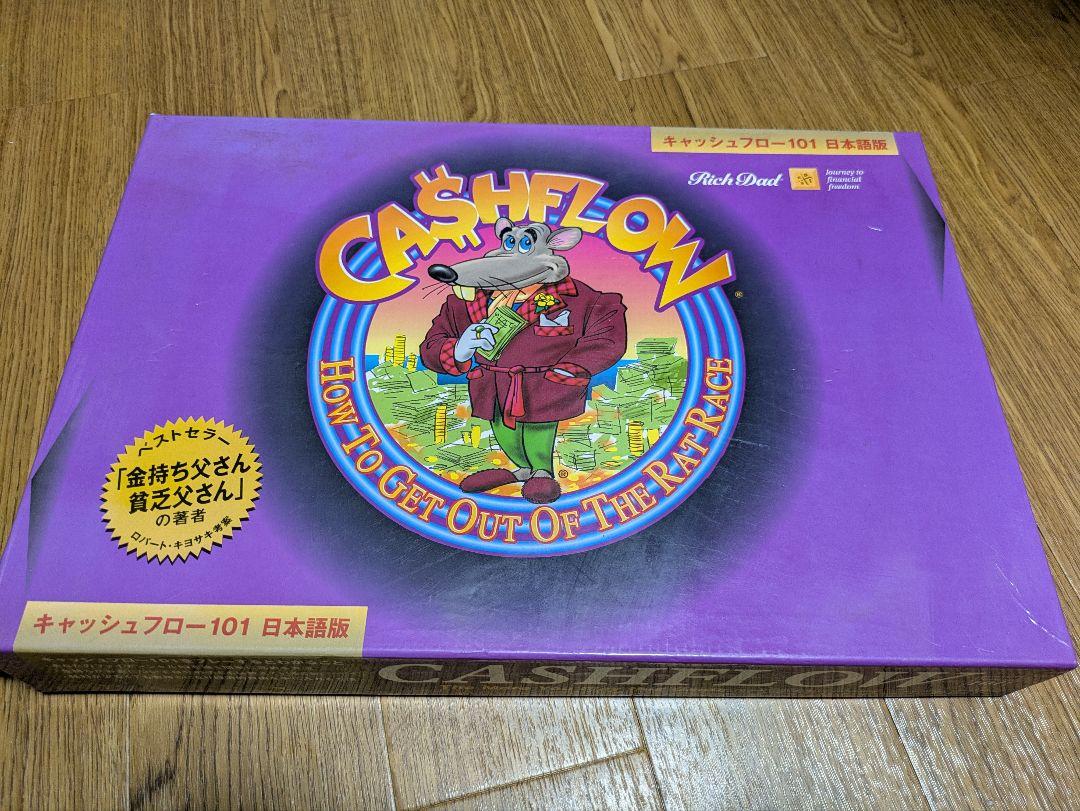 キャッシュフロー101 日本語版
Rich Dad
Journey to
financial
freedom
CA$HFLOW
®
HOW TO GET OUT OF THE RAT RACE
®
ベストセラー
「金持ち父さん
貧乏父さん」
の著者
ロバート・キヨサキ考案
キャッシュフロー101 日本語版
CASHFLOW